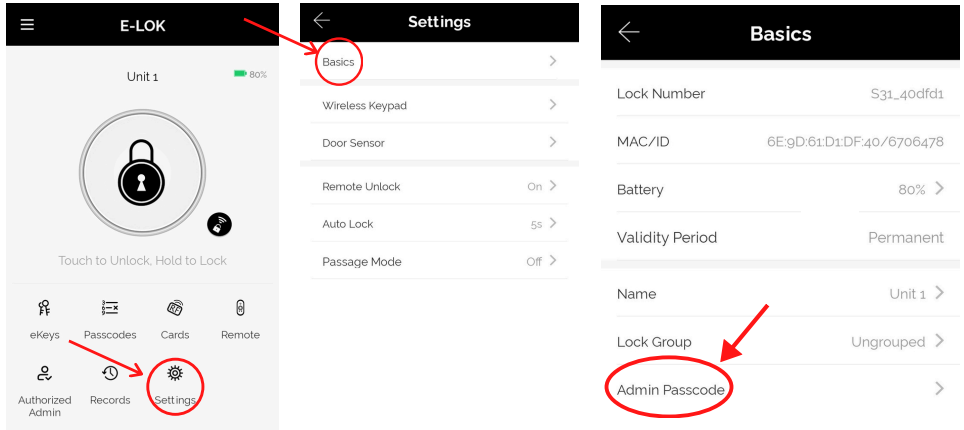 E-LOK
Unit 1
80%
Touch to Unlock, Hold to Lock
eKeys
Passcodes
RF
Cards
Remote
Authorized
Admin
Records
Settings
Settings
Basics
Wireless Keypad
Door Sensor
Remote Unlock On
Auto Lock 5s
Passage Mode Off
Basics
Lock Number S31_40dfd1
MAC/ID 6E:9D:61:D1:DF:40/6706478
Battery 80%
Validity Period Permanent
Name Unit 1
Lock Group Ungrouped
Admin Passcode